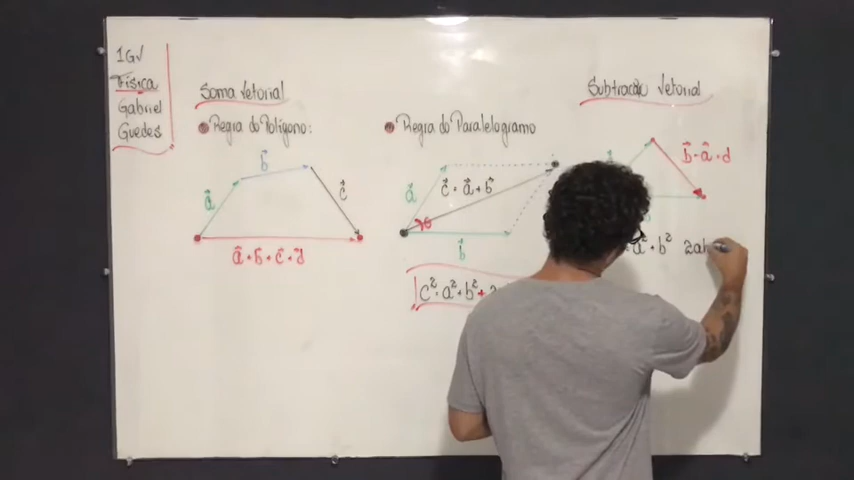 1GV
Física
Gabriel
Guedes
Soma Vetorial
Regra do Polígono:
a⃗
b⃗
c⃗
a⃗ + b⃗ + c⃗ = d⃗
Regra do Paralelogramo
a⃗
c⃗ = a⃗ + b⃗
θ
b⃗
c² = a² + b² +
Subtração Vetorial
b⃗ - a⃗ = d
a² + b² 2ab